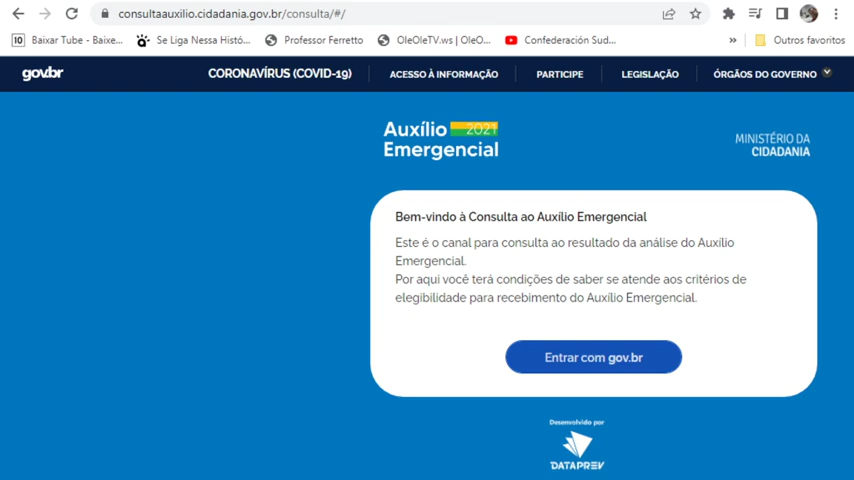 consultaauxilio.cidadania.gov.br/consulta/#/
10 Baixar Tube - Baixe... Se Liga Nessa Histó... Professor Ferretto OleOleTV.ws | OleO... Confederación Sud... » Outros favoritos
gov.br CORONAVÍRUS (COVID-19) ACESSO À INFORMAÇÃO PARTICIPE LEGISLAÇÃO ÓRGÃOS DO GOVERNO
Auxílio 2021
Emergencial
MINISTÉRIO DA
CIDADANIA
Bem-vindo à Consulta ao Auxílio Emergencial
Este é o canal para consulta ao resultado da análise do Auxílio
Emergencial.
Por aqui você terá condições de saber se atende aos critérios de
elegibilidade para recebimento do Auxílio Emergencial.
Entrar com gov.br
Desenvolvido por
DATAPREV